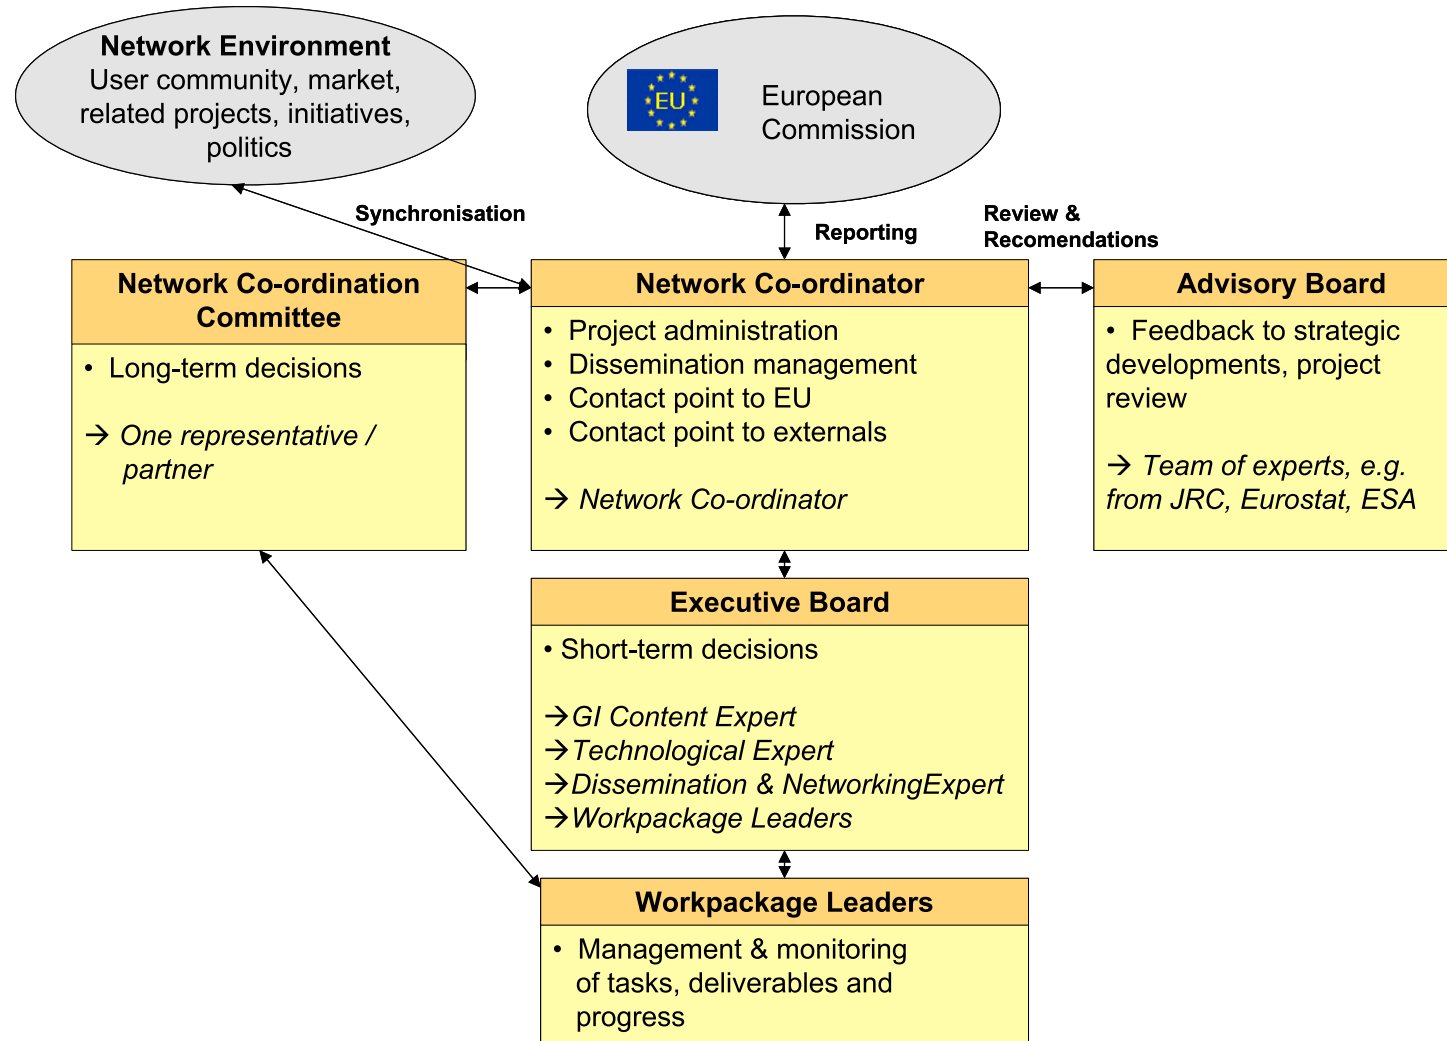 Network Environment
User community, market,
related projects, initiatives,
politics
EU
European
Commission
Synchronisation
Reporting
Review &
Recomendations
Network Co-ordination
Committee
• Long-term decisions
→ One representative /
partner
Network Co-ordinator
• Project administration
• Dissemination management
• Contact point to EU
• Contact point to externals
→ Network Co-ordinator
Advisory Board
• Feedback to strategic
developments, project
review
→ Team of experts, e.g.
from JRC, Eurostat, ESA
Executive Board
• Short-term decisions
→GI Content Expert
→Technological Expert
→Dissemination & NetworkingExpert
→Workpackage Leaders
Workpackage Leaders
• Management & monitoring
of tasks, deliverables and
progress